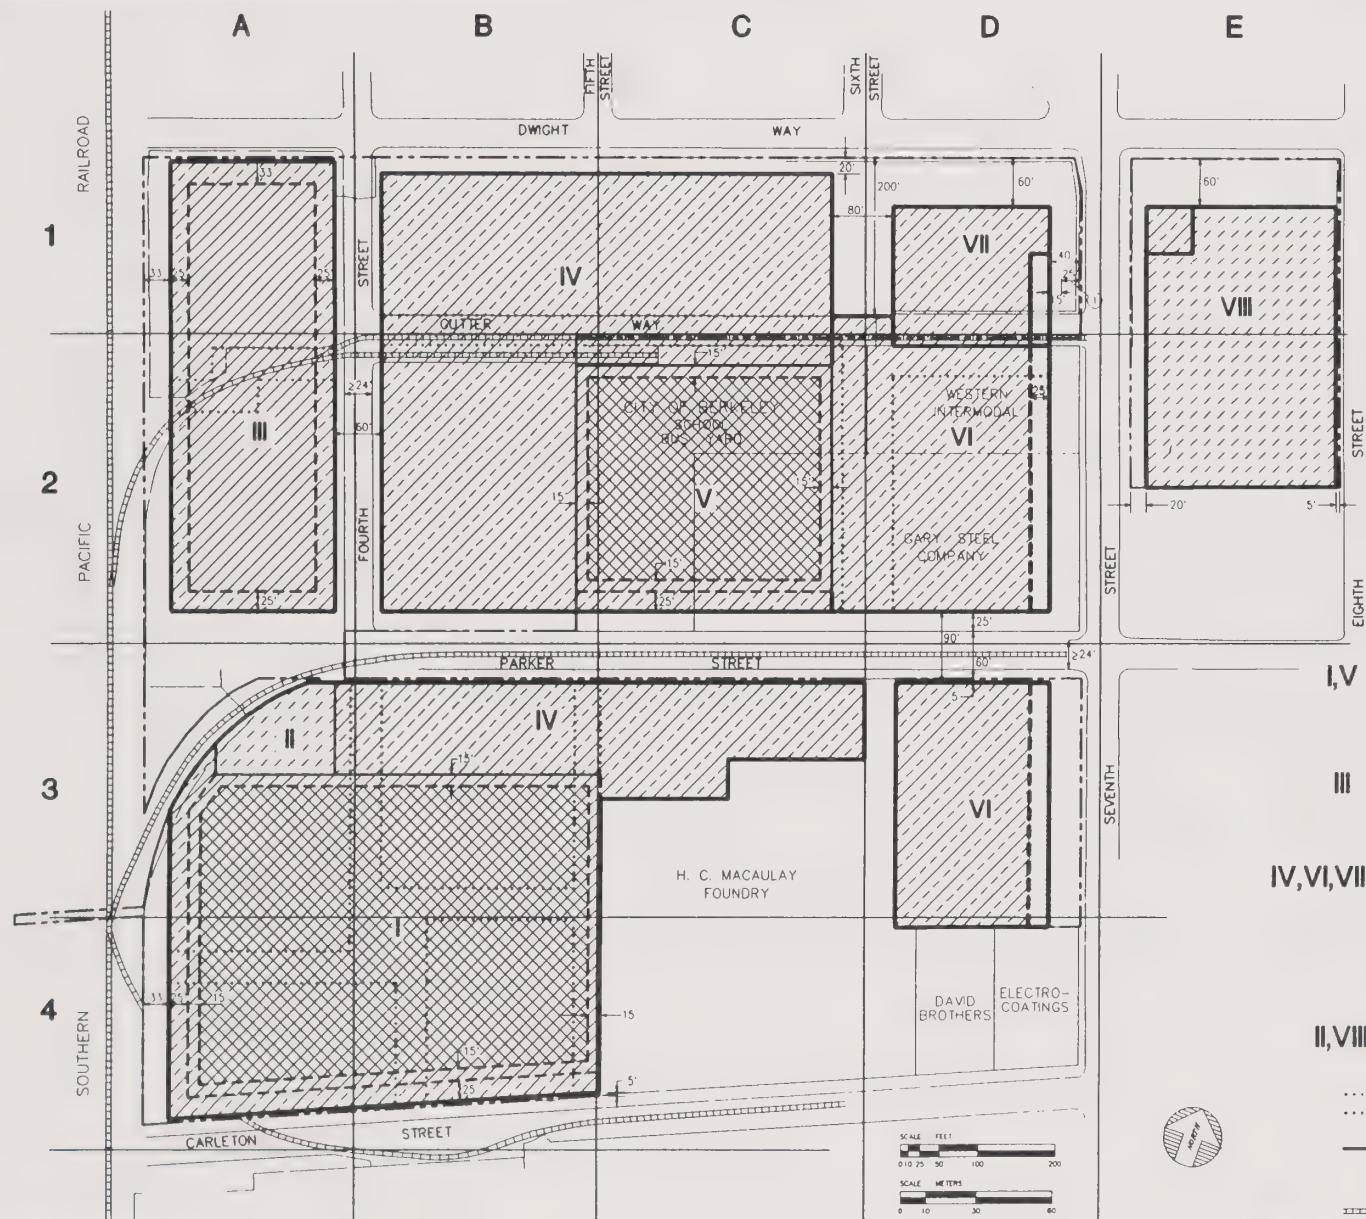 A B C D E
RAILROAD
FIFTH
STREET
SIXTH
STREET
DWIGHT WAY
1
33
20'
200'
60'
60'
80'
VII
STREET
33
25'
IV
40'
VIII
CUTTER WAY
15'
≥24'
CITY OF BERKELEY
SCHOOL
BUS YARD
WESTERN
INTERMODAL
25'
III
60'
VI
STREET
2
15'
V
15'
20'
5'
PACIFIC
FOURTH
GARY STEEL
COMPANY
STREET
EIGHTH
15'
25'
25'
25'
90'
PARKER STREET
60'
≥24'
5
I,V
II
IV
15'
III
3
VI
SEVENTH
H. C. MACAULAY
FOUNDRY
IV,VI,VII
I
33 25' 15
DAVID
BROTHERS
ELECTRO-
COATINGS
4
15
SOUTHERN
15'
II,VIII
25
5'
CARLETON STREET
NORTH
SCALE FEET
0 10 25 50 100 200
SCALE METERS
0 10 30 60